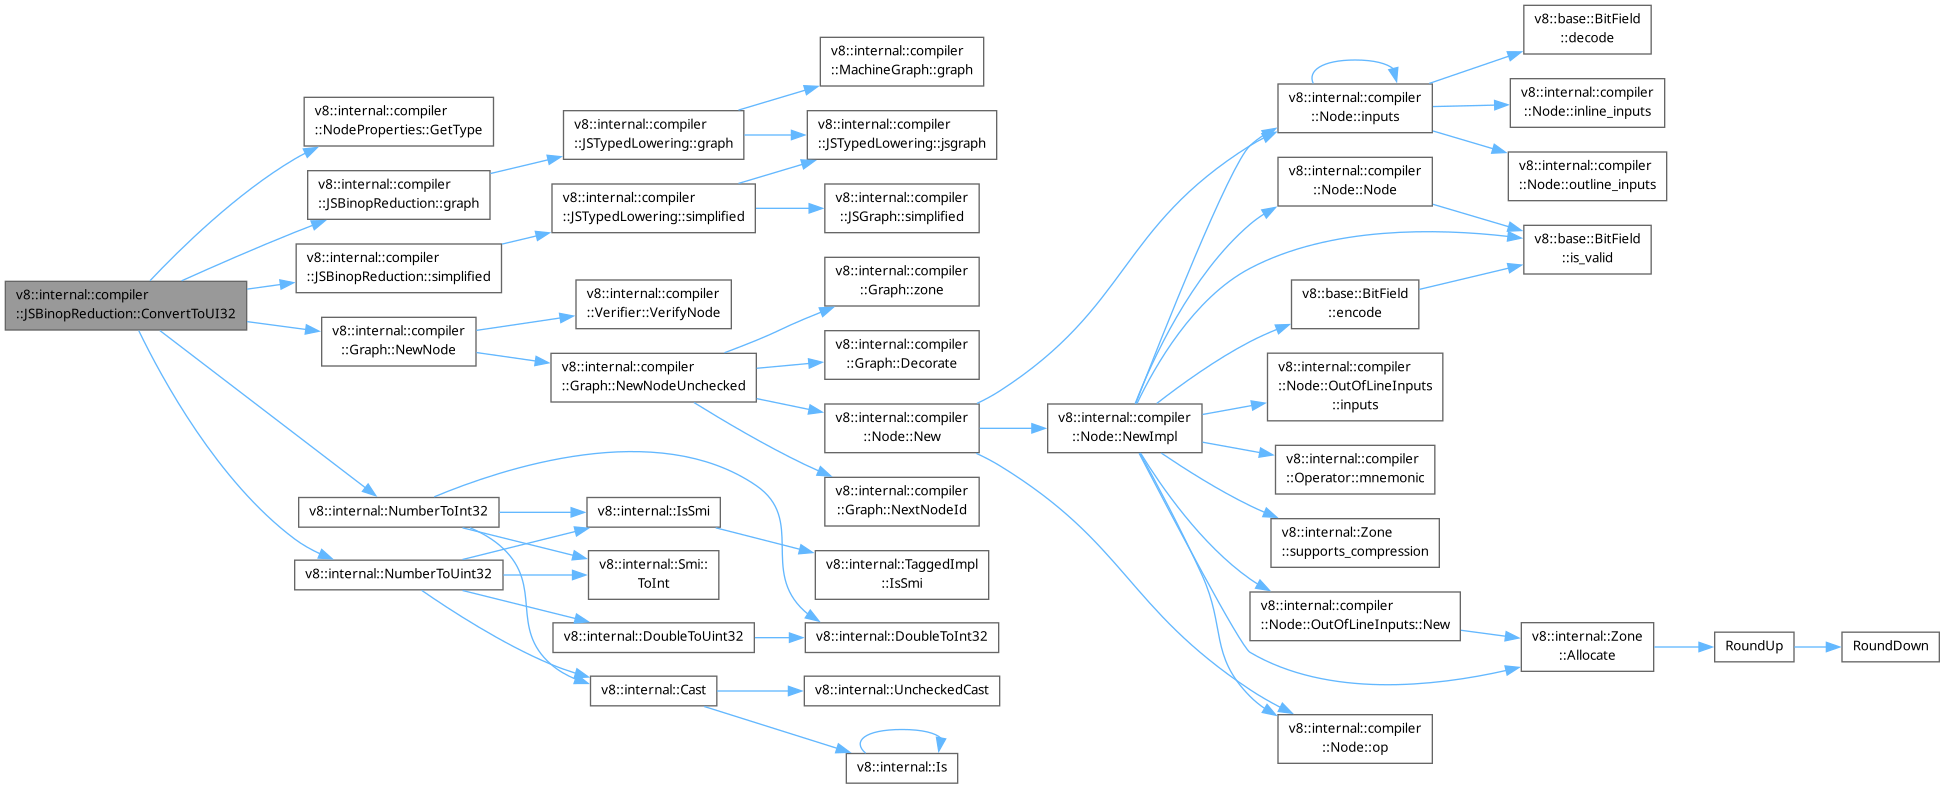 v8::internal::compiler
::JSBinopReduction::ConvertToUI32
v8::internal::compiler
::NodeProperties::GetType
v8::internal::compiler
::JSBinopReduction::graph
v8::internal::compiler
::JSBinopReduction::simplified
v8::internal::compiler
::Graph::NewNode
v8::internal::NumberToInt32
v8::internal::NumberToUint32
v8::internal::compiler
::JSTypedLowering::graph
v8::internal::compiler
::JSTypedLowering::simplified
v8::internal::compiler
::Verifier::VerifyNode
v8::internal::compiler
::Graph::NewNodeUnchecked
v8::internal::IsSmi
v8::internal::Smi::
ToInt
v8::internal::DoubleToUint32
v8::internal::Cast
v8::internal::compiler
::MachineGraph::graph
v8::internal::compiler
::JSTypedLowering::jsgraph
v8::internal::compiler
::JSGraph::simplified
v8::internal::compiler
::Graph::zone
v8::internal::compiler
::Graph::Decorate
v8::internal::compiler
::Node::New
v8::internal::compiler
::Graph::NextNodeId
v8::internal::TaggedImpl
::IsSmi
v8::internal::DoubleToInt32
v8::internal::UncheckedCast
v8::internal::Is
v8::internal::compiler
::Node::NewImpl
v8::internal::compiler
::Node::inputs
v8::internal::compiler
::Node::Node
v8::base::BitField
::encode
v8::internal::compiler
::Node::OutOfLineInputs
::inputs
v8::internal::compiler
::Operator::mnemonic
v8::internal::Zone
::supports_compression
v8::internal::compiler
::Node::OutOfLineInputs::New
v8::internal::compiler
::Node::op
v8::base::BitField
::decode
v8::internal::compiler
::Node::inline_inputs
v8::internal::compiler
::Node::outline_inputs
v8::base::BitField
::is_valid
v8::internal::Zone
::Allocate
RoundUp
RoundDown